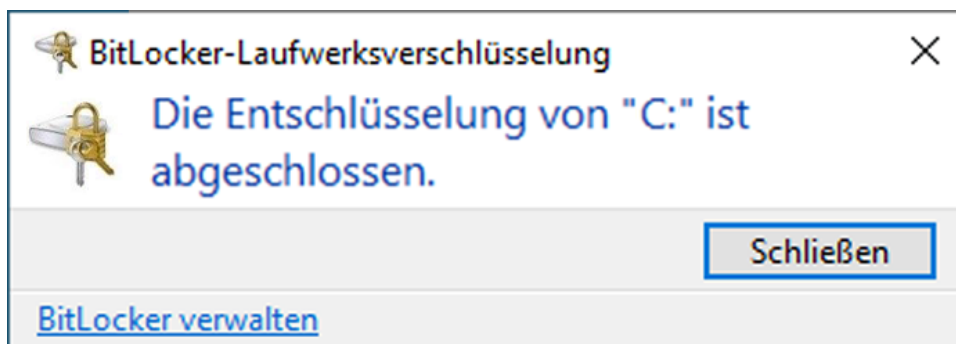 BitLocker-Laufwerksverschlüsselung
Die Entschlüsselung von "C:" ist
abgeschlossen.
Schließen
BitLocker verwalten